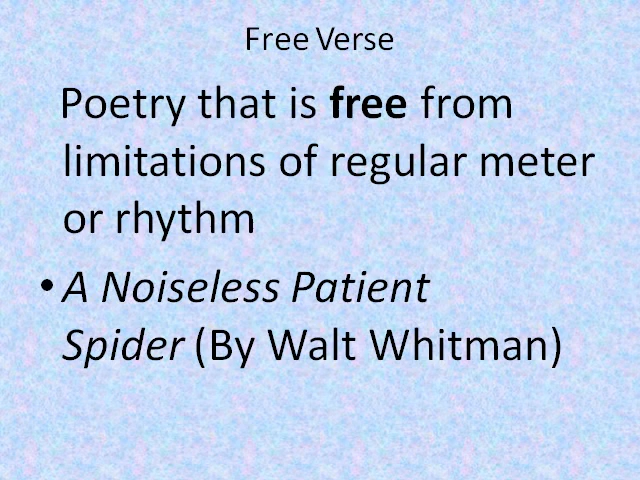 Free Verse
Poetry that is free from
limitations of regular meter
or rhythm
• A Noiseless Patient
Spider (By Walt Whitman)